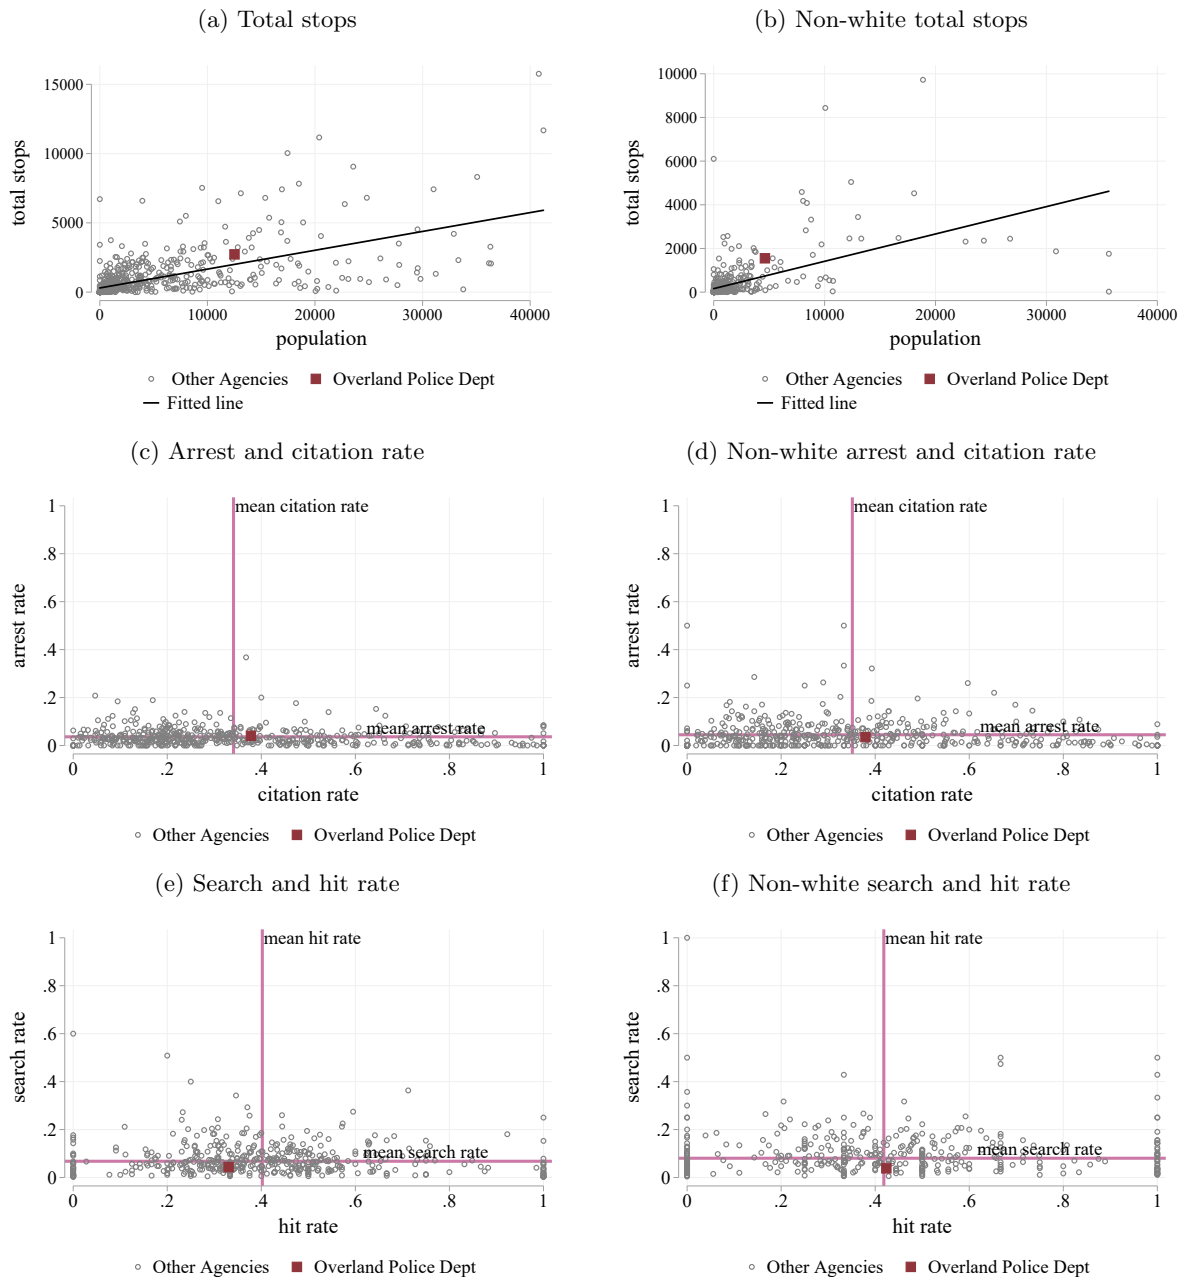 (a) Total stops
(b) Non-white total stops
total stops
15000
10000
5000
0
0 10000 20000 30000 40000
population
Other Agencies Overland Police Dept
Fitted line
total stops
10000
8000
6000
4000
2000
0
0 10000 20000 30000 40000
population
Other Agencies Overland Police Dept
Fitted line
(c) Arrest and citation rate
(d) Non-white arrest and citation rate
arrest rate
1
.8
.6
.4
.2
0
mean citation rate
mean arrest rate
0 .2 .4 .6 .8 1
citation rate
Other Agencies Overland Police Dept
arrest rate
1
.8
.6
.4
.2
0
mean citation rate
mean arrest rate
0 .2 .4 .6 .8 1
citation rate
Other Agencies Overland Police Dept
(e) Search and hit rate
(f) Non-white search and hit rate
search rate
1
.8
.6
.4
.2
0
mean hit rate
mean search rate
0 .2 .4 .6 .8 1
hit rate
Other Agencies Overland Police Dept
search rate
1
.8
.6
.4
.2
0
mean hit rate
mean search rate
0 .2 .4 .6 .8 1
hit rate
Other Agencies Overland Police Dept